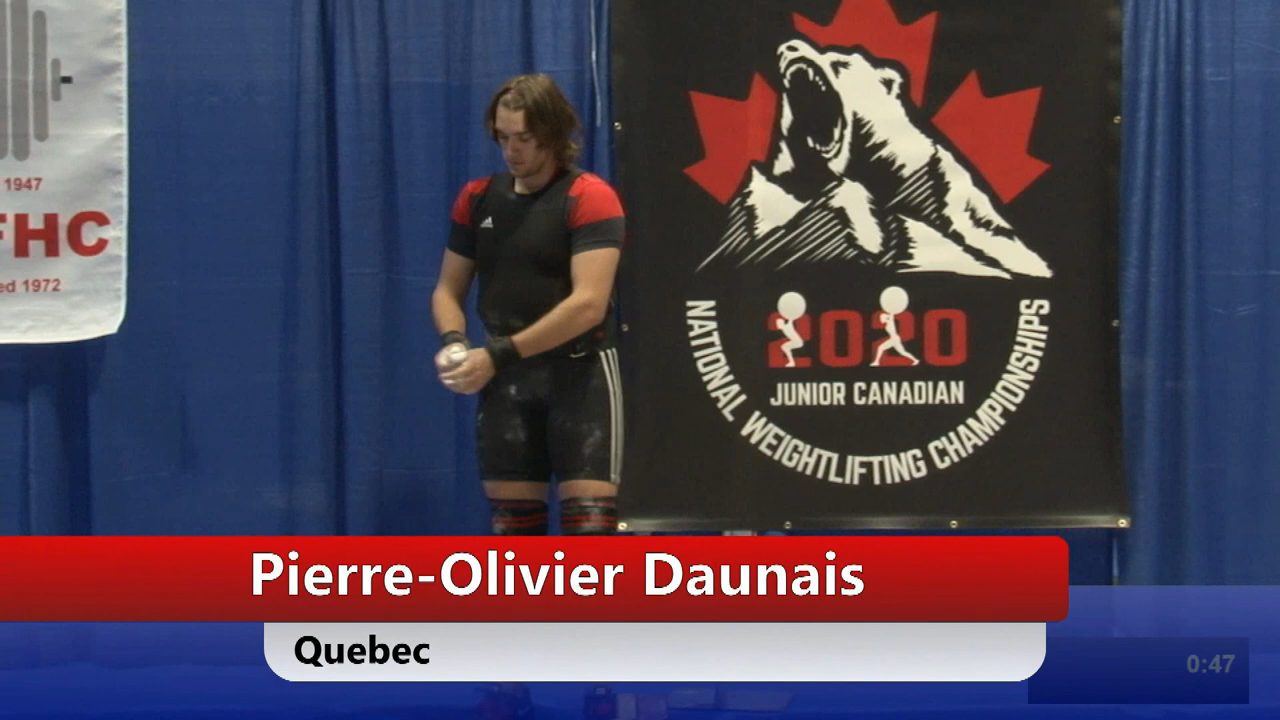 1947
FHC
ed 1972
2020
JUNIOR CANADIAN
NATIONAL WEIGHTLIFTING CHAMPIONSHIPS
Pierre-Olivier Daunais
Quebec
0:47